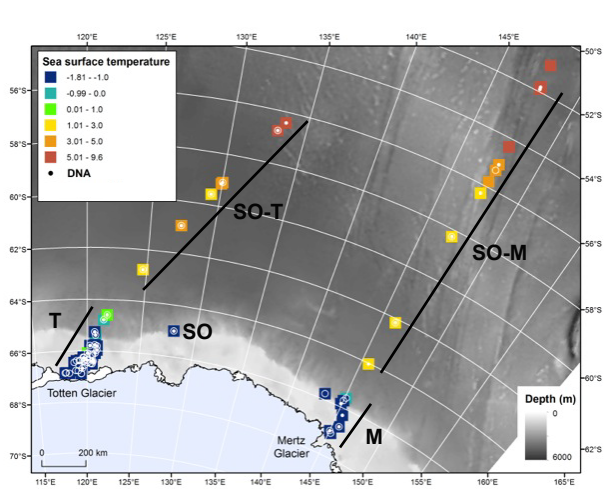 120°E 125°E 130°E 135°E 140°E 145°E
Sea surface temperature
-1.81 - -1.0
-0.99 - 0.0
0.01 - 1.0
1.01 - 3.0
3.01 - 5.0
5.01 - 9.6
DNA
56°S
58°S
60°S
62°S
64°S
66°S
68°S
70°S
50°S
52°S
54°S
56°S
58°S
60°S
62°S
SO-T
SO-M
T
SO
M
Totten Glacier
Mertz
Glacier
0 200 km
Depth (m)
0
6000
115°E 120°E 125°E 130°E 135°E 140°E 145°E 150°E 155°E 160°E 165°E